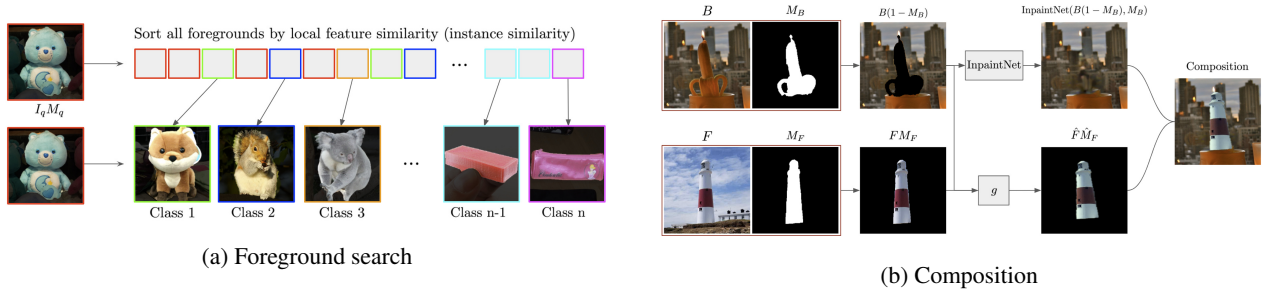 Sort all foregrounds by local feature similarity (instance similarity)
...
I_qM_q
...
Class 1
Class 2
Class 3
Class n-1
Class n
(a) Foreground search
B
M_B
B(1 − M_B)
InpaintNet(B(1 − M_B), M_B)
InpaintNet
Composition
F
M_F
FM_F
F̂M̂_F
g
(b) Composition